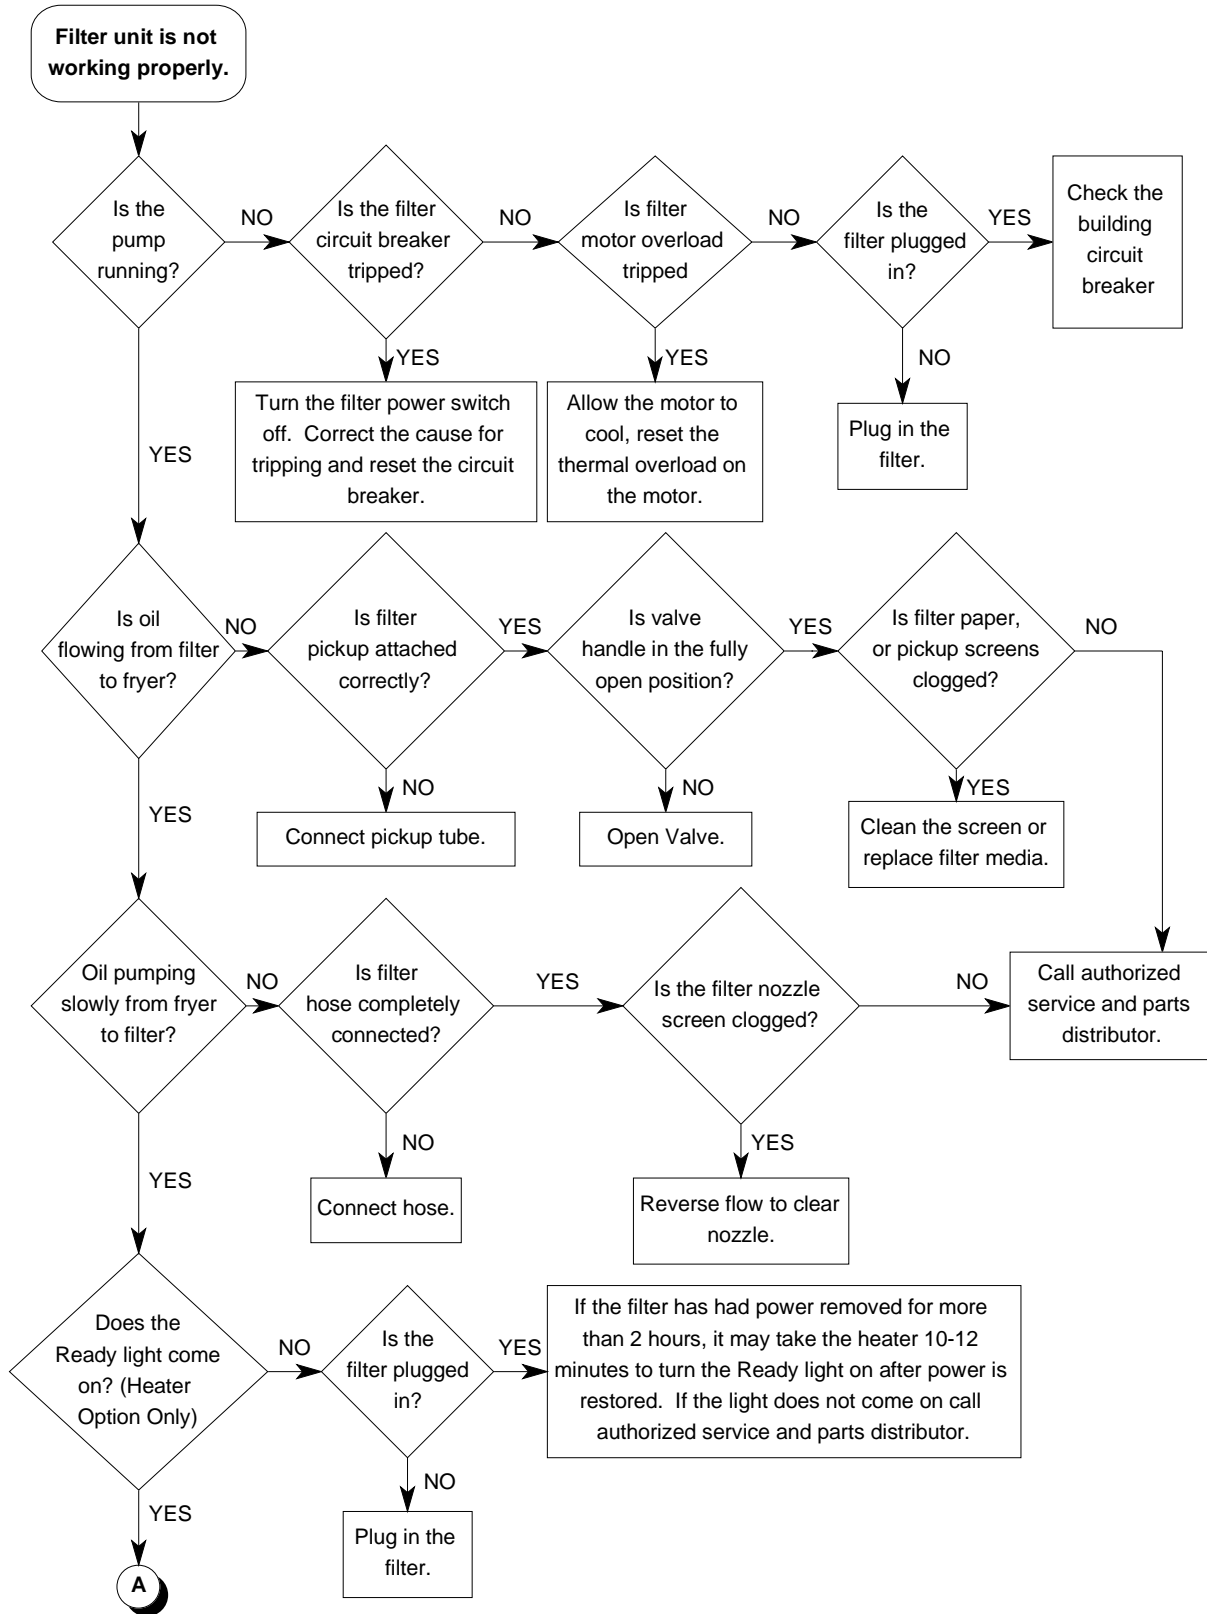 Filter unit is not
working properly.
Is the
pump
running?
NO
Is the filter
circuit breaker
tripped?
NO
Is filter
motor overload
tripped
NO
Is the
filter plugged
in?
YES
Check the
building
circuit
breaker
YES
Turn the filter power switch
off. Correct the cause for
tripping and reset the circuit
breaker.
YES
Allow the motor to
cool, reset the
thermal overload on
the motor.
NO
Plug in the
filter.
YES
Is oil
flowing from filter
to fryer?
NO
Is filter
pickup attached
correctly?
YES
Is valve
handle in the fully
open position?
YES
Is filter paper,
or pickup screens
clogged?
NO
NO
Connect pickup tube.
NO
Open Valve.
YES
Clean the screen or
replace filter media.
YES
Oil pumping
slowly from fryer
to filter?
NO
Is filter
hose completely
connected?
YES
Is the filter nozzle
screen clogged?
NO
Call authorized
service and parts
distributor.
NO
Connect hose.
YES
Reverse flow to clear
nozzle.
YES
Does the
Ready light come
on? (Heater
Option Only)
NO
Is the
filter plugged
in?
YES
If the filter has had power removed for more
than 2 hours, it may take the heater 10-12
minutes to turn the Ready light on after power is
restored. If the light does not come on call
authorized service and parts distributor.
NO
Plug in the
filter.
YES
A